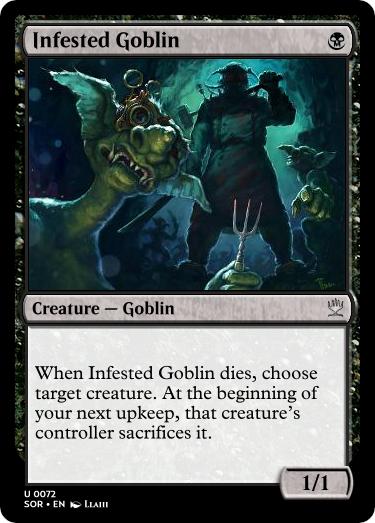 Infested Goblin
Creature — Goblin
When Infested Goblin dies, choose
target creature. At the beginning of
your next upkeep, that creature's
controller sacrifices it.
1/1
U 0072
SOR • EN LLAHI